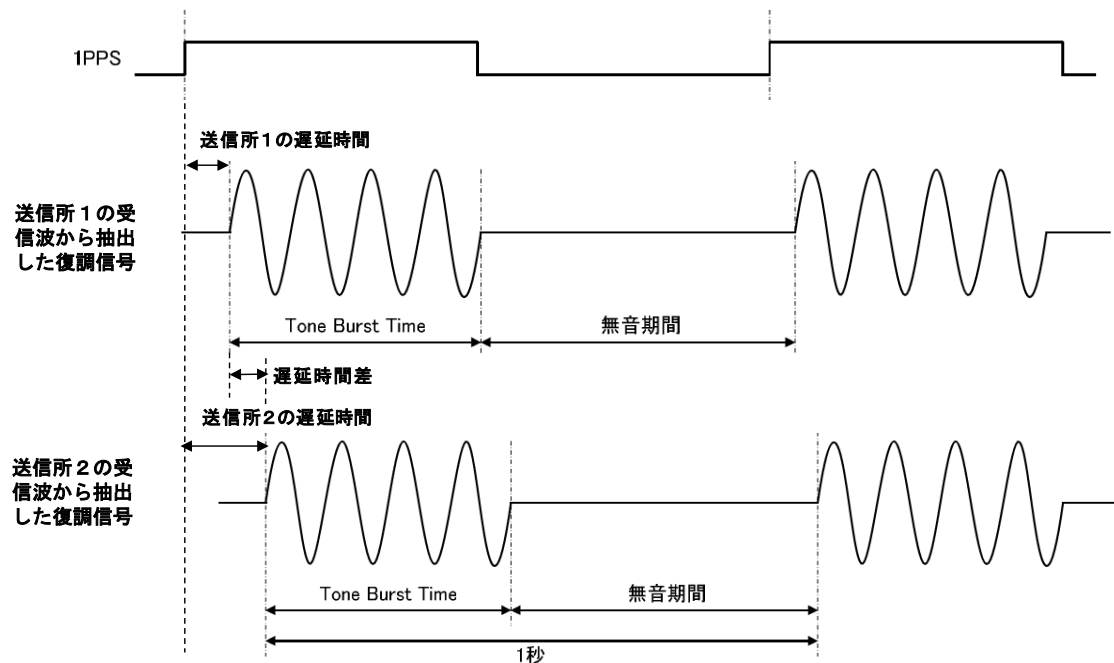 1PPS
送信所1の遅延時間
送信所1の受
信波から抽出
した復調信号
Tone Burst Time
無音期間
遅延時間差
送信所2の遅延時間
送信所2の受
信波から抽出
した復調信号
Tone Burst Time
無音期間
1秒